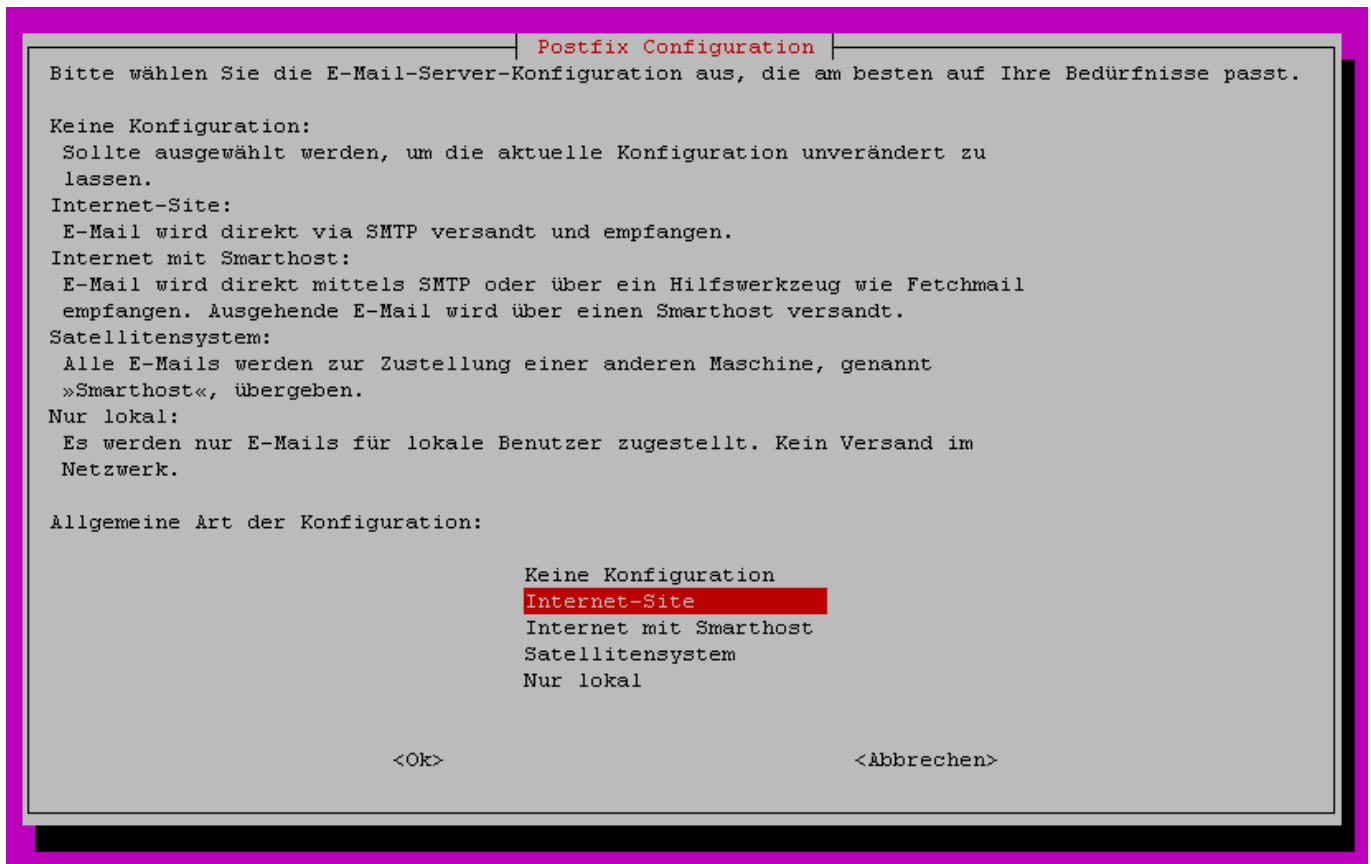 Postfix Configuration
Bitte wählen Sie die E-Mail-Server-Konfiguration aus, die am besten auf Ihre Bedürfnisse passt.
Keine Konfiguration:
Sollte ausgewählt werden, um die aktuelle Konfiguration unverändert zu
lassen.
Internet-Site:
E-Mail wird direkt via SMTP versandt und empfangen.
Internet mit Smarthost:
E-Mail wird direkt mittels SMTP oder über ein Hilfswerkzeug wie Fetchmail
empfangen. Ausgehende E-Mail wird über einen Smarthost versandt.
Satellitensystem:
Alle E-Mails werden zur Zustellung einer anderen Maschine, genannt
»Smarthost«, übergeben.
Nur lokal:
Es werden nur E-Mails für lokale Benutzer zugestellt. Kein Versand im
Netzwerk.
Allgemeine Art der Konfiguration:
Keine Konfiguration
Internet-Site
Internet mit Smarthost
Satellitensystem
Nur lokal
<Ok> <Abbrechen>